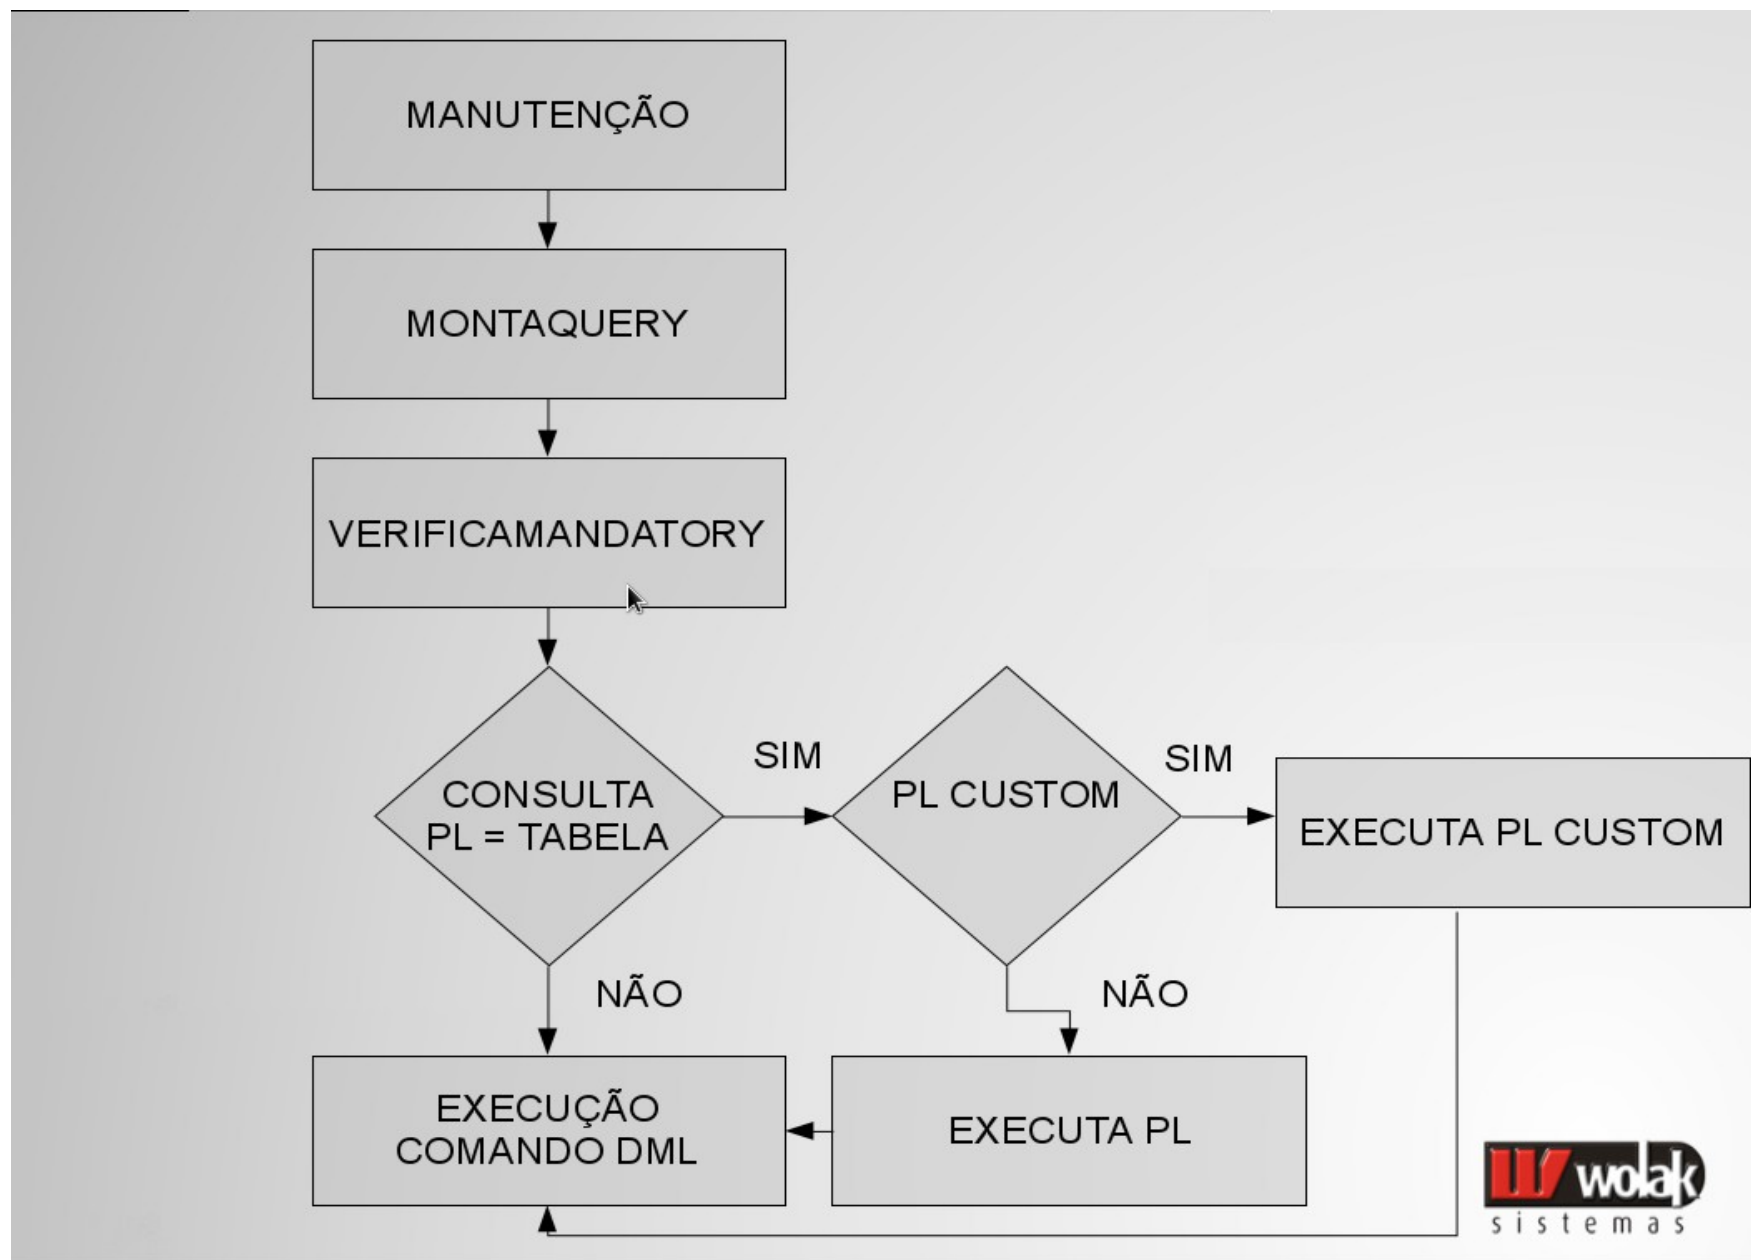 MANUTENÇÃO
MONTAQUERY
VERIFICAMANDATORY
CONSULTA
PL = TABELA
SIM
PL CUSTOM
SIM
EXECUTA PL CUSTOM
NÃO
NÃO
EXECUÇÃO
COMANDO DML
EXECUTA PL
wolak
sistemas